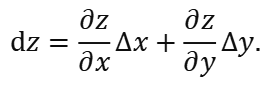 dz = ∂z/∂x Δx + ∂z/∂y Δy.